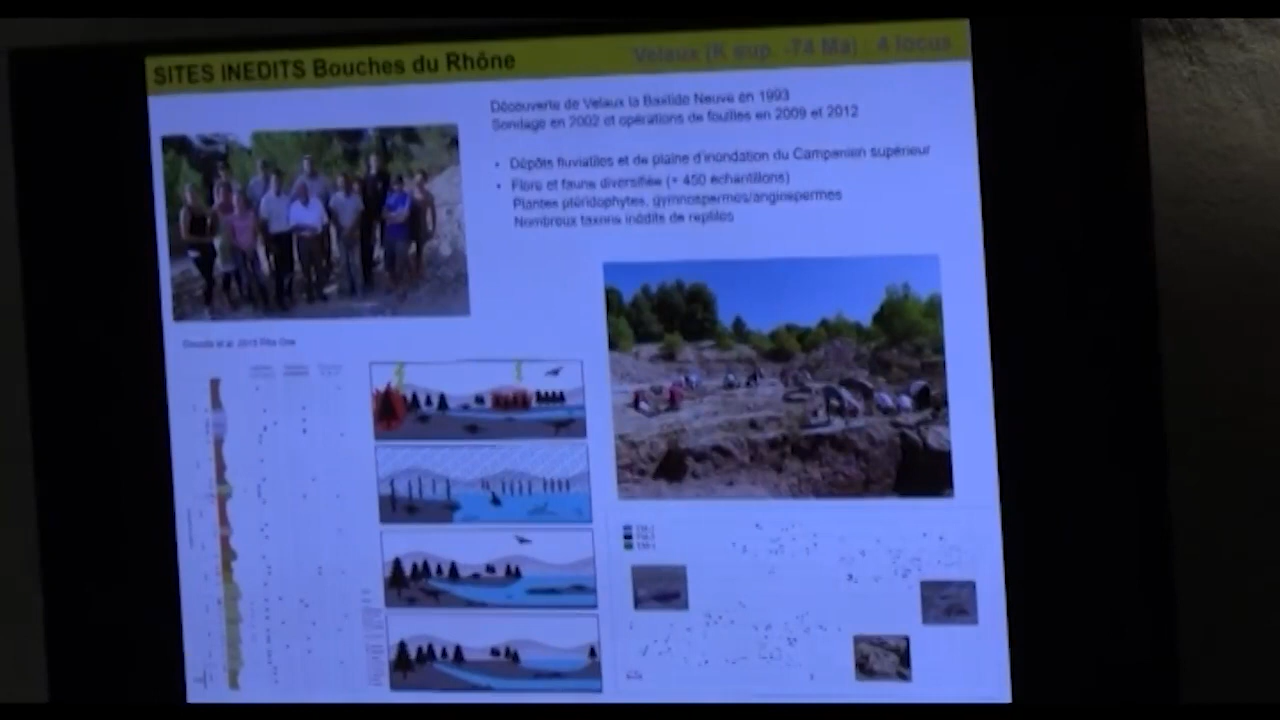 SITES INEDITS Bouches du Rhône
Velaux (K sup. -74 Ma) : 4 locus
Découverte de Velaux la Bastide Neuve en 1993
Sondage en 2002 et opérations de fouilles en 2009 et 2012
• Dépôts fluviatiles et de plaine d'inondation du Campanien supérieur
• Flore et faune diversifiée (+ 450 échantillons)
Plantes ptéridophytes, gymnospermes/angiospermes
Nombreux taxons inédits de reptiles